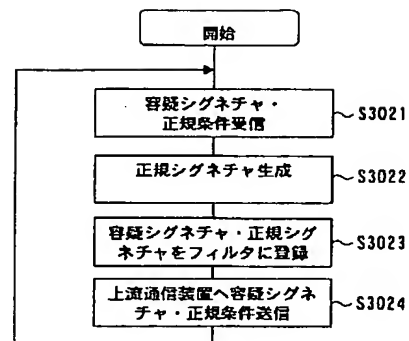 開始
容疑シグネチャ・
正規条件受信
~S3021
正規シグネチャ生成
~S3022
容疑シグネチャ・正規シグ
ネチャをフィルタに登録
~S3023
上流通信装置へ容疑シグネ
チャ・正規条件送信
~S3024